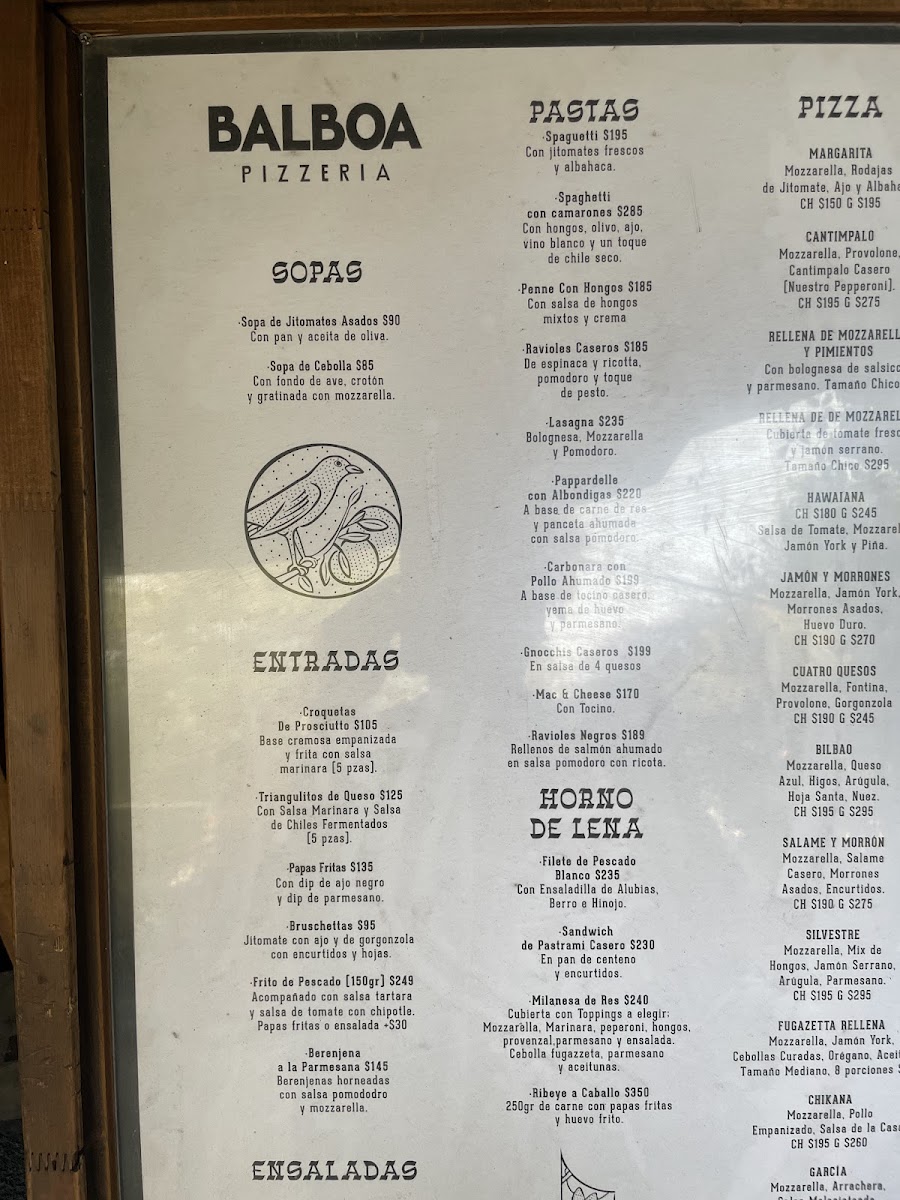 BALBOA
PIZZERIA
SOPAS
·Sopa de Jitomates Asados $90
Con pan y aceita de oliva.
·Sopa de Cebolla $85
Con fondo de ave, crotón
y gratinada con mozzarella.
ENTRADAS
·Croquetas
De Prosciutto $105
Base cremosa empanizada
y frita con salsa
marinara [5 pzas].
·Triangulitos de Queso $125
Con Salsa Marinara y Salsa
de Chiles Fermentados
[5 pzas].
·Papas Fritas $135
Con dip de ajo negro
y dip de parmesano.
·Bruschettas $95
Jitomate con ajo y de gorgonzola
con encurtidos y hojas.
·Frito de Pescado [150gr] $249
Acompañado con salsa tartara
y salsa de tomate con chipotle.
Papas fritas o ensalada +$30
·Berenjena
a la Parmesana $145
Berenjenas horneadas
con salsa pomododro
y mozzarella.
ENSALADAS
PASTAS
·Spaguetti $195
Con jitomates frescos
y albahaca.
·Spaghetti
con camarones $285
Con hongos, olivo, ajo,
vino blanco y un toque
de chile seco.
·Penne Con Hongos $185
Con salsa de hongos
mixtos y crema
·Ravioles Caseros $185
De espinaca y ricotta,
pomodoro y toque
de pesto.
·Lasagna $235
Bolognesa, Mozzarella
y Pomodoro.
·Pappardelle
con Albondigas $220
A base de carne de res
y panceta ahumada
con salsa pomodoro.
·Carbonara con
Pollo Ahumado $199
A base de tocino casero,
yema de huevo
y parmesano.
·Gnocchis Caseros $199
En salsa de 4 quesos
·Mac & Cheese $170
Con Tocino.
·Ravioles Negros $189
Rellenos de salmón ahumado
en salsa pomodoro con ricota.
HORNO
DE LENA
·Filete de Pescado
Blanco $235
Con Ensaladilla de Alubias,
Berro e Hinojo.
·Sandwich
de Pastrami Casero $230
En pan de centeno
y encurtidos.
·Milanesa de Res $240
Cubierta con Toppings a elegir:
Mozzarella, Marinara, peperoni, hongos,
provenzal,parmesano y ensalada.
Cebolla fugazzeta, parmesano
y aceitunas.
·Ribeye a Caballo $350
250gr de carne con papas fritas
y huevo frito.
PIZZA
MARGARITA
Mozzarella, Rodajas
de Jitomate, Ajo y Albaha
CH $150 G $195
CANTIMPALO
Mozzarella, Provolone,
Cantimpalo Casero
[Nuestro Pepperoni].
CH $195 G $275
RELLENA DE MOZZARELL
Y PIMIENTOS
Con bolognesa de salsicc
y parmesano. Tamaño Chico
RELLENA DE DE MOZZAREL
Cubierta de tomate fresc
y jamón serrano.
Tamaño Chico $295
HAWAIANA
CH $180 G $245
Salsa de Tomate, Mozzarel
Jamón York y Piña.
JAMÓN Y MORRONES
Mozzarella, Jamón York,
Morrones Asados,
Huevo Duro.
CH $190 G $270
CUATRO QUESOS
Mozzarella, Fontina,
Provolone, Gorgonzola
CH $190 G $245
BILBAO
Mozzarella, Queso
Azul, Higos, Arúgula,
Hoja Santa, Nuez.
CH $195 G $295
SALAME Y MORRÓN
Mozzarella, Salame
Casero, Morrones
Asados, Encurtidos.
CH $190 G $275
SILVESTRE
Mozzarella, Mix de
Hongos, Jamón Serrano,
Arúgula, Parmesano.
CH $195 G $295
FUGAZETTA RELLENA
Mozzarella, Jamón York,
Cebollas Curadas, Orégano, Aceit
Tamaño Mediano, 8 porciones $
CHIKANA
Mozzarella, Pollo
Empanizado, Salsa de la Casa
CH $195 G $260
GARCÍA
Mozzarella, Arrachera,